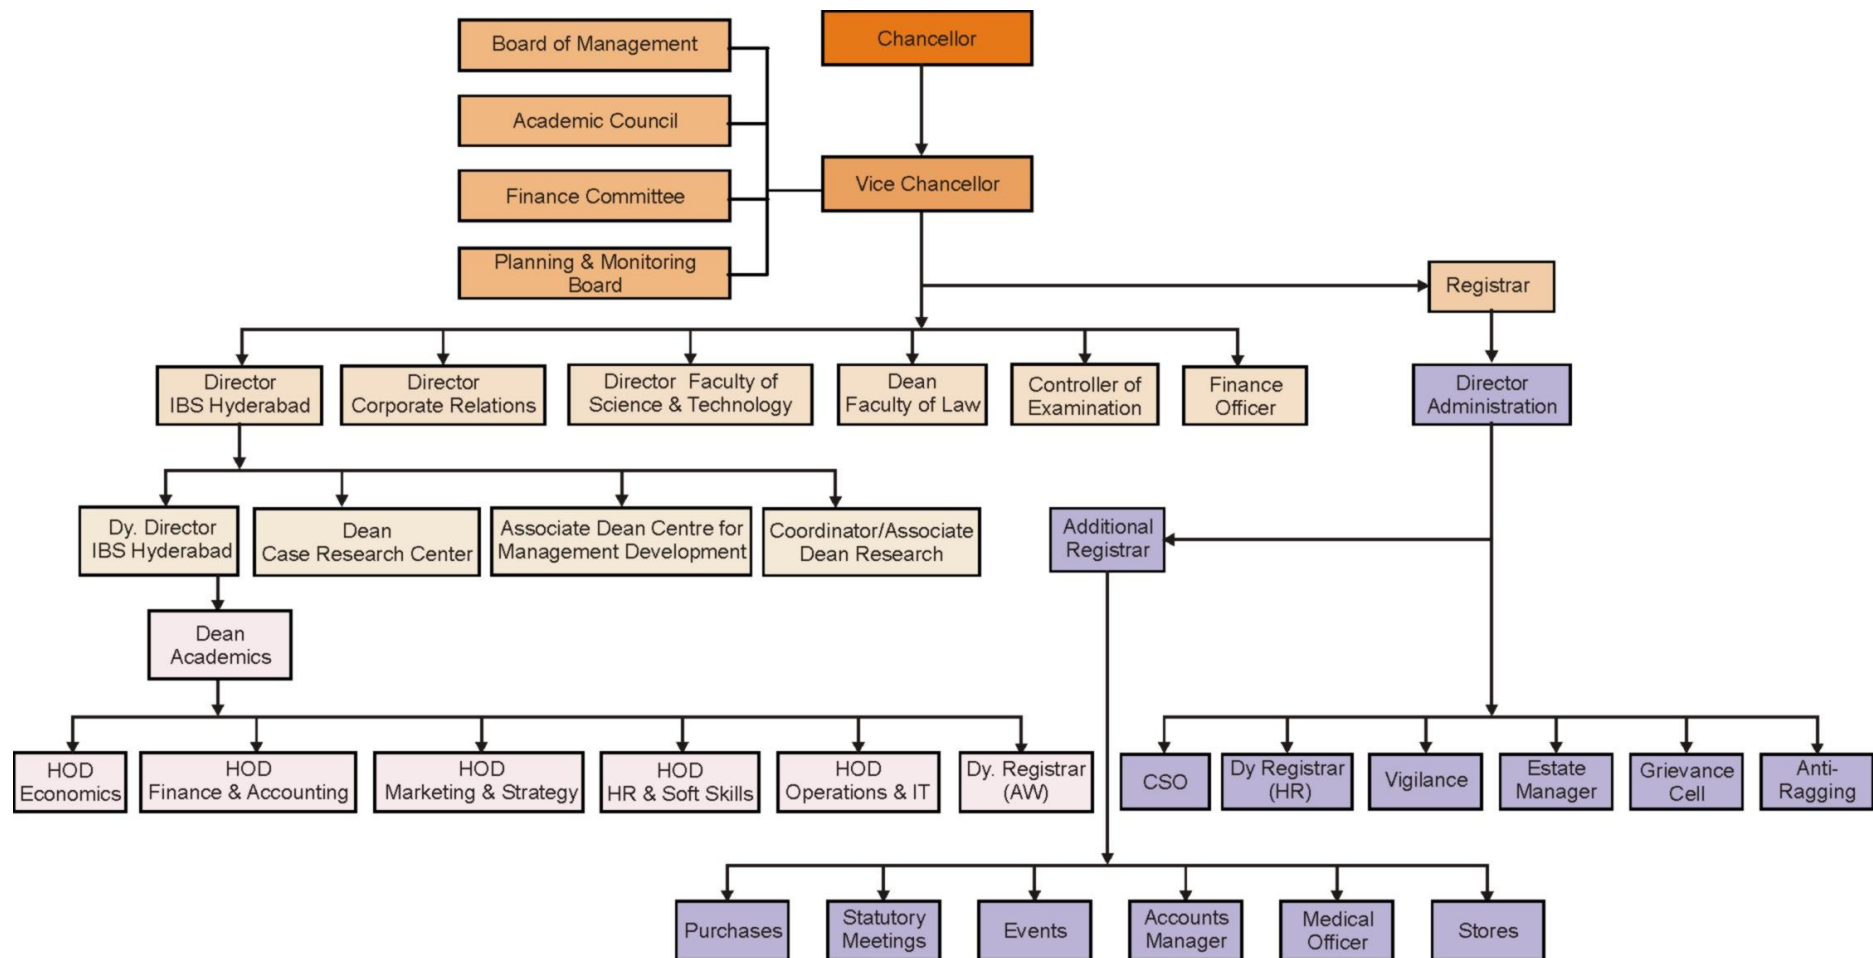 Board of Management
Chancellor
Academic Council
Vice Chancellor
Finance Committee
Planning & Monitoring
Board
Registrar
Director
IBS Hyderabad
Director
Corporate Relations
Director Faculty of
Science & Technology
Dean
Faculty of Law
Controller of
Examination
Finance
Officer
Director
Administration
Dy. Director
IBS Hyderabad
Dean
Case Research Center
Associate Dean Centre for
Management Development
Coordinator/Associate
Dean Research
Additional
Registrar
Dean
Academics
HOD
Economics
HOD
Finance & Accounting
HOD
Marketing & Strategy
HOD
HR & Soft Skills
HOD
Operations & IT
Dy. Registrar
(AW)
CSO
Dy Registrar
(HR)
Vigilance
Estate
Manager
Grievance
Cell
Anti-
Ragging
Purchases
Statutory
Meetings
Events
Accounts
Manager
Medical
Officer
Stores